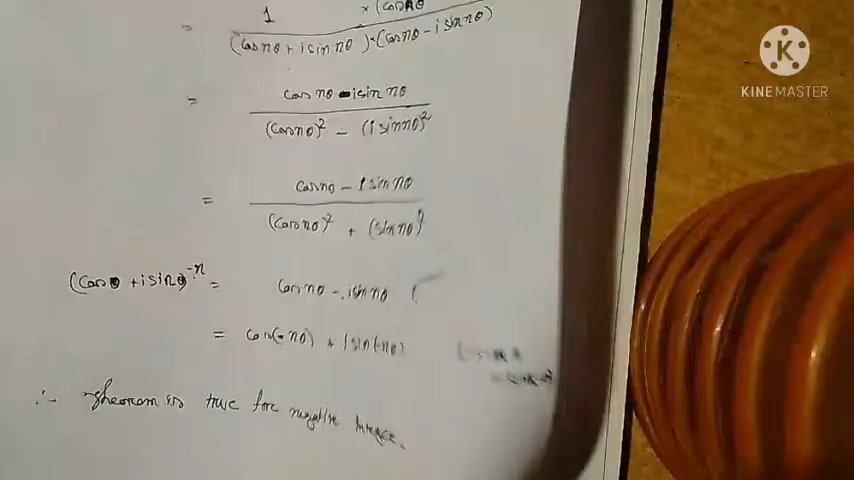 1 × (cosnθ
= (cos nθ + i sin nθ) × (cos nθ - i sin nθ)
= cos nθ - i sin nθ
(cos nθ)² - (i sin nθ)²
= cos nθ - i sin nθ
(cos nθ)² + (sin nθ)²
(cosθ + i sin θ)⁻ⁿ = cos nθ - i sin nθ (
= cos(-nθ) + i sin(-nθ)
∴ Theorem is true for negative integer.
KINEMASTER